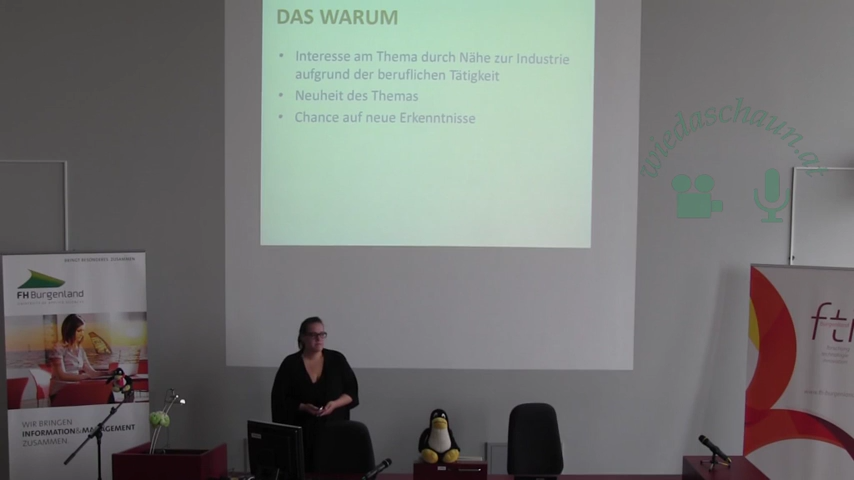 DAS WARUM
• Interesse am Thema durch Nähe zur Industrie
aufgrund der beruflichen Tätigkeit
• Neuheit des Themas
• Chance auf neue Erkenntnisse
wiedaschaun.at
FH Burgenland
WIR BRINGEN
INFORMATION&MANAGEMENT
ZUSAMMEN.